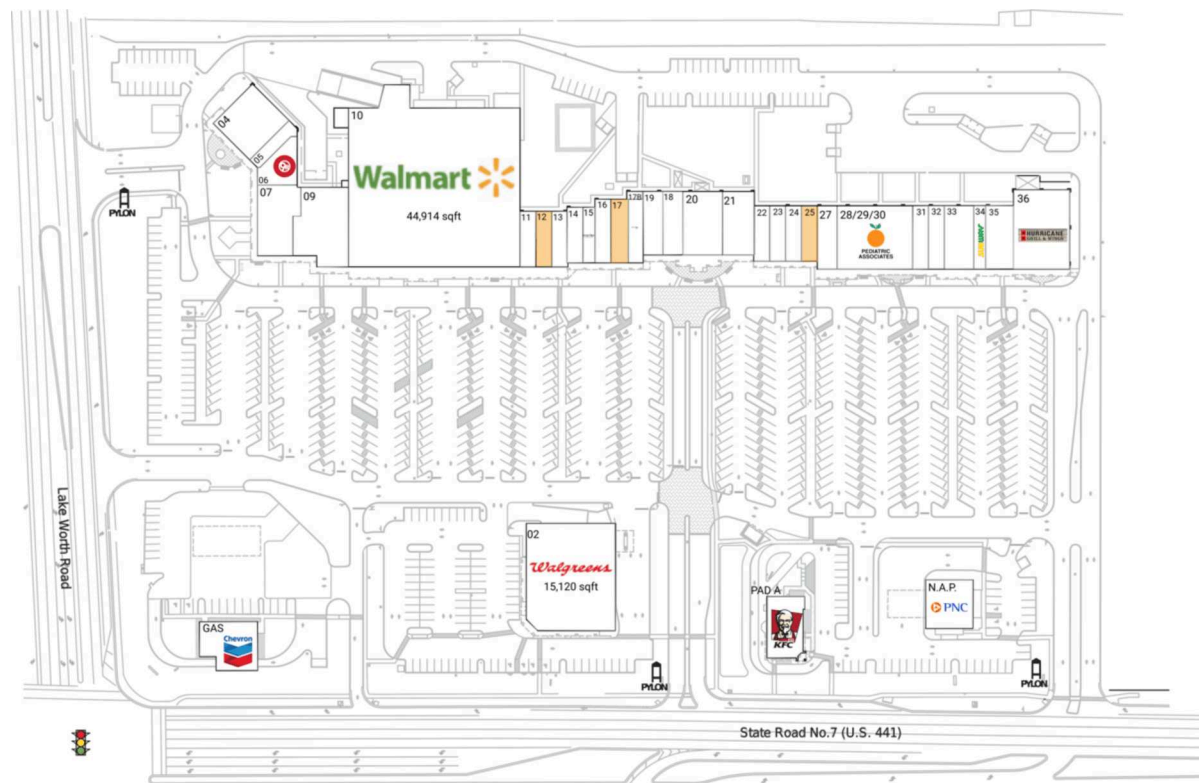 04
05
06
07
09
10
Walmart
44,914 sqft
11
12
13
14
15
16
17
17B
19
18
20
21
22
23
24
25
27
28/29/30
PEDIATRIC
ASSOCIATES
31
32
33
34
35
36
HURRICANE
GRILL & WINGS
PYLON
Lake Worth Road
02
Walgreens
15,120 sqft
PAD A
KFC
N.A.P.
PNC
GAS
Chevron
PYLON
PYLON
State Road No.7 (U.S. 441)